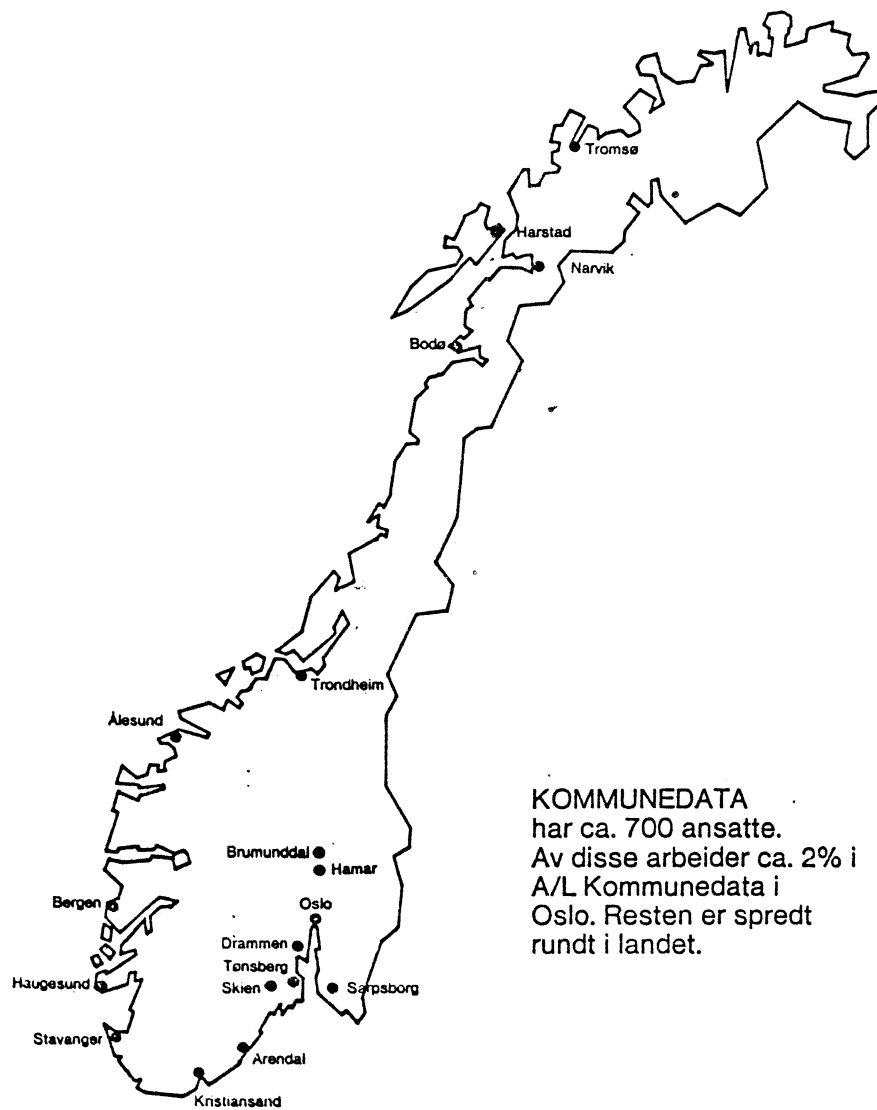 Tromsø
Harstad
Narvik
Bodø
Trondheim
Ålesund
Brumunddal
Hamar
Bergen
Oslo
Drammen
Tønsberg
Haugesund
Skien
Sarpsborg
Stavanger
Arendal
Kristiansand
KOMMUNEDATA
har ca. 700 ansatte.
Av disse arbeider ca. 2% i
A/L Kommunedata i
Oslo. Resten er spredt
rundt i landet.